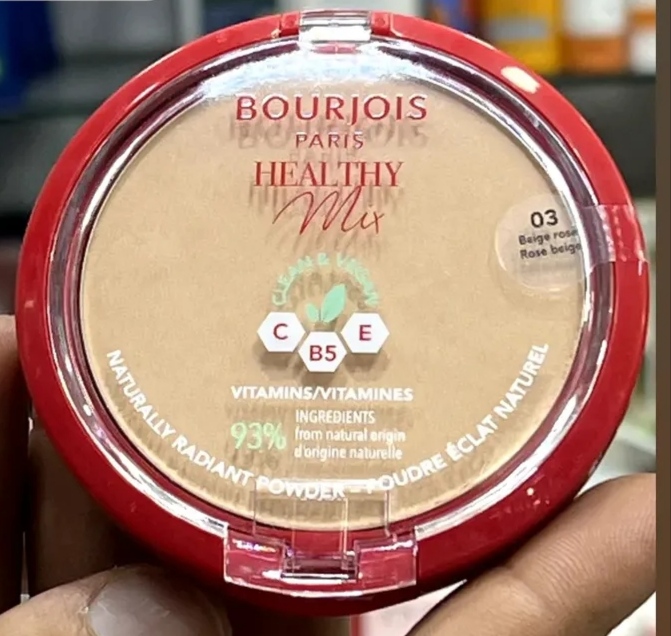 BOURJOIS
PARIS
HEALTHY
Mix
03
Beige rosé
Rose beige
CLEAN & VEGAN
C
B5
E
VITAMINS/VITAMINES
93%
INGREDIENTS
from natural origin
d'origine naturelle
NATURALLY RADIANT POWDER – POUDRE ÉCLAT NATUREL